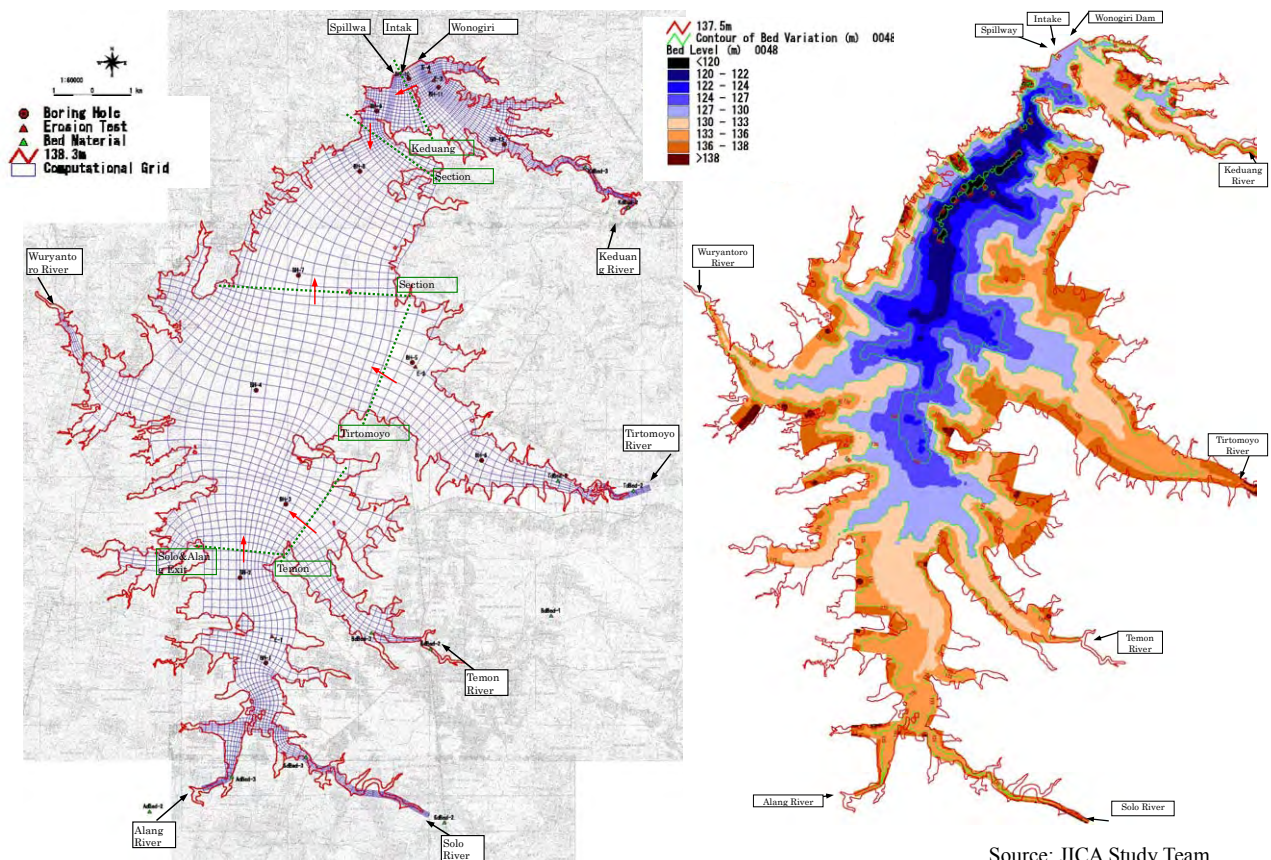 Spillwa
Intak
Wonogiri
1:60000
1 0 1 km
Boring Hole
Erosion Test
Bed Material
138.3m
Computational Grid
Keduang
Section
Keduan
g River
Wuryanto
ro River
Section
Tirtomoyo
Tirtomoyo
River
Solo&Alan
g Exit
Temon
Temon
River
Alang
River
Solo
River
137.5m
Contour of Bed Variation (m) 0048
Bed Level (m) 0048
<120
120 - 122
122 - 124
124 - 127
127 - 130
130 - 133
133 - 136
136 - 138
>138
Spillway
Intake
Wonogiri Dam
Keduang
River
Wuryantoro
River
Tirtomoyo
River
Temon
River
Alang River
Solo River
Source: JICA Study Team